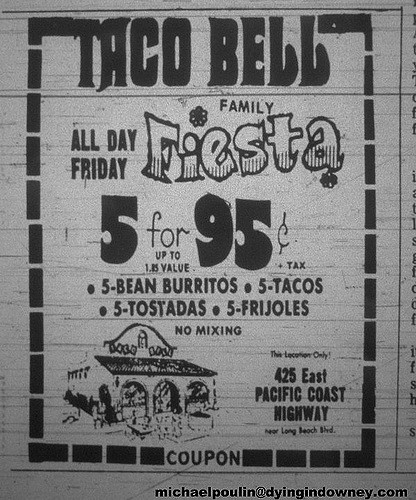 TACO BELL
FAMILY
ALL DAY
FRIDAY
Fiesta
5 for 95¢
UP TO
1.85 VALUE
+ TAX
• 5-BEAN BURRITOS • 5-TACOS
• 5-TOSTADAS • 5-FRIJOLES
NO MIXING
This Location Only!
425 East
PACIFIC COAST
HIGHWAY
near Long Beach Blvd.
COUPON
michaelpoulin@dyingindowney.com